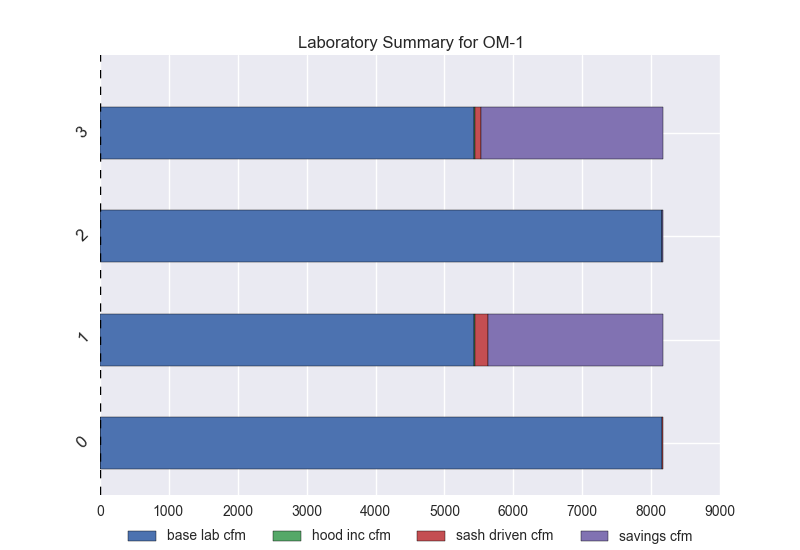 Laboratory Summary for OM-1
3
2
1
0
0 1000 2000 3000 4000 5000 6000 7000 8000 9000
base lab cfm hood inc cfm sash driven cfm savings cfm